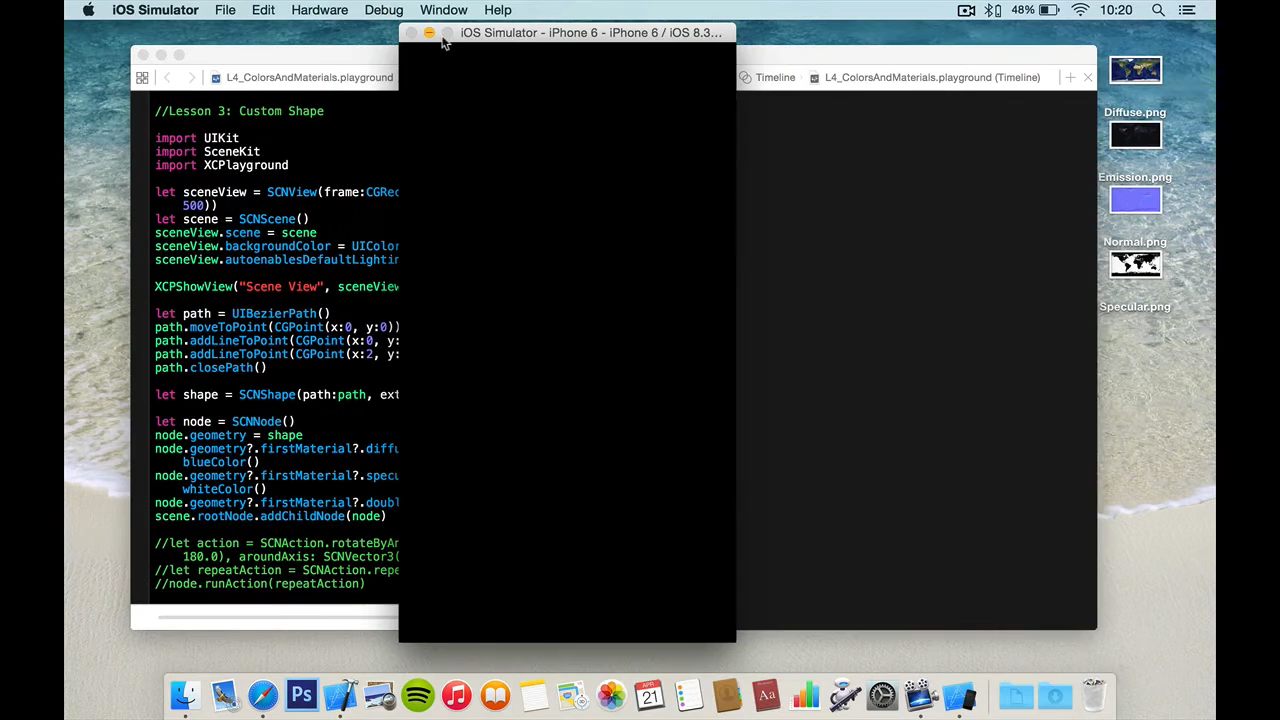 iOS Simulator File Edit Hardware Debug Window Help 48% 10:20
iOS Simulator - iPhone 6 - iPhone 6 / iOS 8.3...
L4_ColorsAndMaterials.playground
Timeline L4_ColorsAndMaterials.playground (Timeline)
//Lesson 3: Custom Shape
import UIKit
import SceneKit
import XCPlayground
let sceneView = SCNView(frame:CGRec
500))
let scene = SCNScene()
sceneView.scene = scene
sceneView.backgroundColor = UIColor
sceneView.autoenablesDefaultLightin
XCPShowView("Scene View", sceneView
let path = UIBezierPath()
path.moveToPoint(CGPoint(x:0, y:0))
path.addLineToPoint(CGPoint(x:0, y:
path.addLineToPoint(CGPoint(x:2, y:
path.closePath()
let shape = SCNShape(path:path, ext
let node = SCNNode()
node.geometry = shape
node.geometry?.firstMaterial?.diffu
blueColor()
node.geometry?.firstMaterial?.specu
whiteColor()
node.geometry?.firstMaterial?.doubl
scene.rootNode.addChildNode(node)
//let action = SCNAction.rotateByAn
180.0), aroundAxis: SCNVector3(
//let repeatAction = SCNAction.repe
//node.runAction(repeatAction)
Diffuse.png
Emission.png
Normal.png
Specular.png
Ps
APR
21
Aa